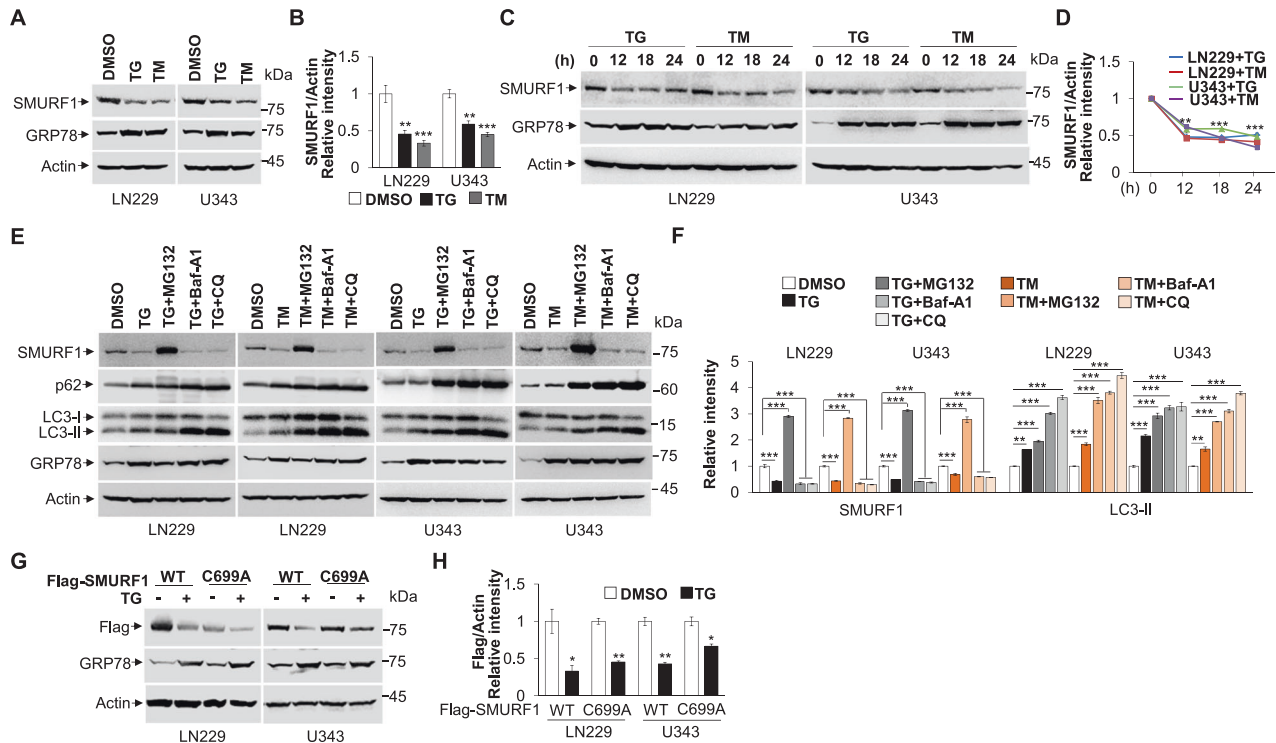 A
DMSO TG TM DMSO TG TM kDa
SMURF1
75
GRP78
75
Actin
45
LN229 U343
B
SMURF1/Actin
Relative intensity
1
0.5
0
** *** ** ***
LN229 U343
DMSO TG TM
C
TG TM TG TM
(h) 0 12 18 24 0 12 18 24 0 12 18 24 0 12 18 24 kDa
SMURF1
-75
GRP78
-75
Actin
-45
LN229 U343
D
SMURF1/Actin
Relative intensity
LN229+TG
LN229+TM
U343+TG
U343+TM
1.5
1
0.5
0
** *** ***
(h) 0 12 18 24
E
DMSO TG TG+MG132 TG+Baf-A1 TG+CQ DMSO TM TM+MG132 TM+Baf-A1 TM+CQ DMSO TG TG+MG132 TG+Baf-A1 TG+CQ DMSO TM TM+MG132 TM+Baf-A1 TM+CQ kDa
SMURF1
-75
p62
-60
LC3-I
-15
LC3-II
GRP78
-75
Actin
45
LN229 LN229 U343 U343
F
DMSO TG+MG132 TM TM+Baf-A1
TG TG+Baf-A1 TM+MG132 TM+CQ
TG+CQ
Relative intensity
5
4
3
2
1
0
LN229 U343 LN229 U343
*** *** *** *** *** *** *** *** *** *** *** ***
** *** *** *** *** *** *** *** *** *** *** *** ** *** *** ***
SMURF1 LC3-II
G
Flag-SMURF1 WT C699A WT C699A
TG - + - + - + - + kDa
Flag
-75
GRP78
75
Actin
45
LN229 U343
H
Flag/Actin
Relative intensity
DMSO TG
1
0.5
0
* ** ** *
Flag-SMURF1 WT C699A WT C699A
LN229 U343